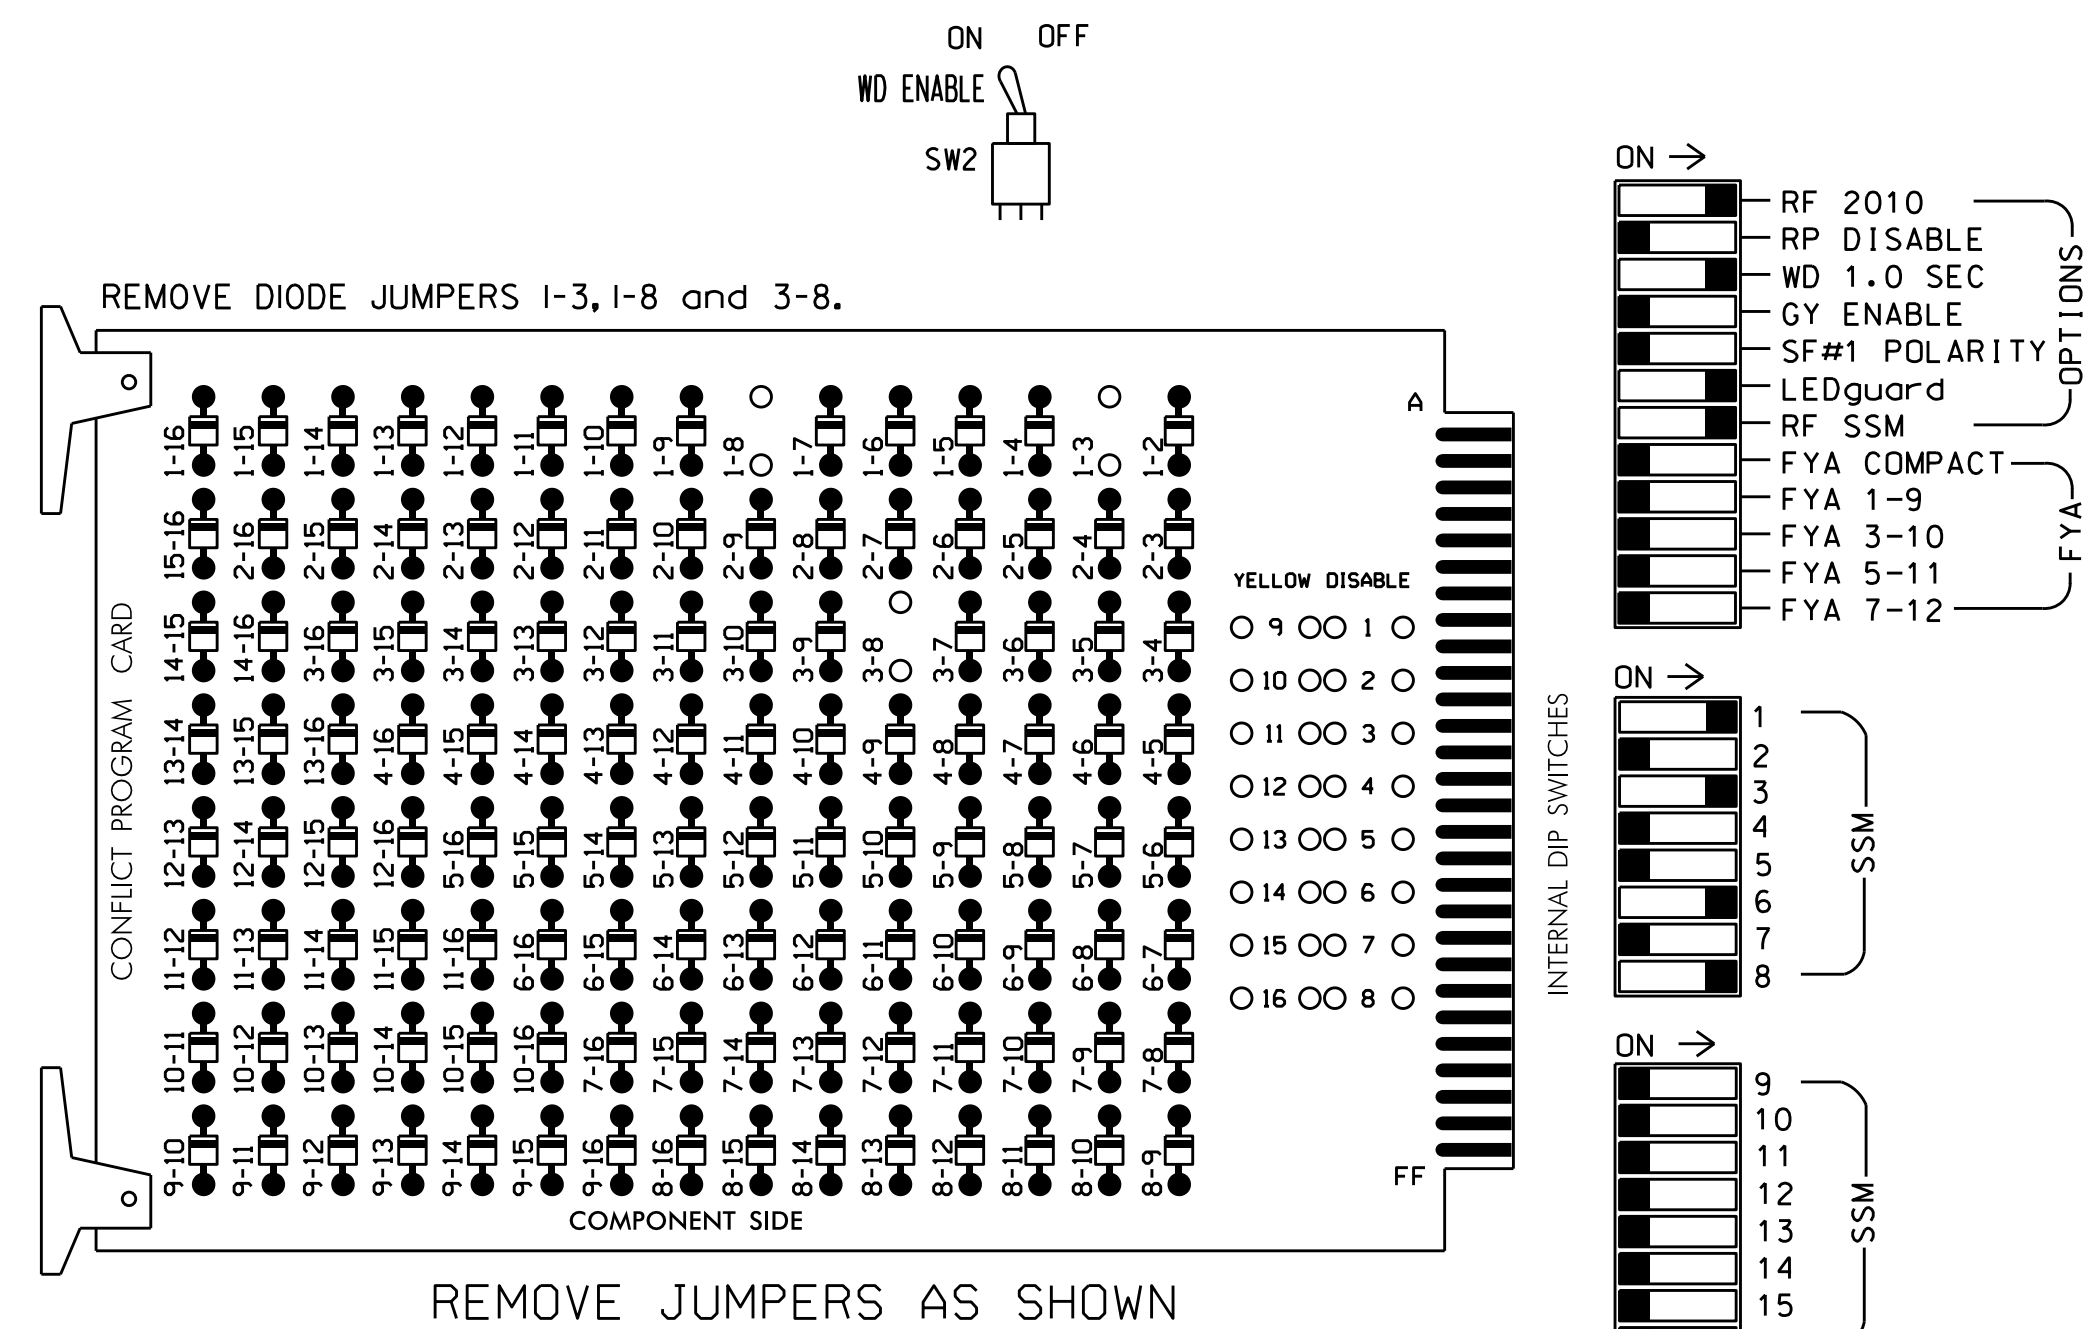 ON OFF
WD ENABLE
SW2
REMOVE DIODE JUMPERS 1-3, 1-8 and 3-8.
CONFLICT PROGRAM CARD
1-16 1-15 1-14 1-13 1-12 1-11 1-10 1-9 1-8 1-7 1-6 1-5 1-4 1-3 1-2
15-16 2-16 2-15 2-14 2-13 2-12 2-11 2-10 2-9 2-8 2-7 2-6 2-5 2-4 2-3
14-15 14-16 3-16 3-15 3-14 3-13 3-12 3-11 3-10 3-9 3-8 3-7 3-6 3-5 3-4
13-14 13-15 13-16 4-16 4-15 4-14 4-13 4-12 4-11 4-10 4-9 4-8 4-7 4-6 4-5
12-13 12-14 12-15 12-16 5-16 5-15 5-14 5-13 5-12 5-11 5-10 5-9 5-8 5-7 5-6
11-12 11-13 11-14 11-15 11-16 6-16 6-15 6-14 6-13 6-12 6-11 6-10 6-9 6-8 6-7
10-11 10-12 10-13 10-14 10-15 10-16 7-16 7-15 7-14 7-13 7-12 7-11 7-10 7-9 7-8
9-10 9-11 9-12 9-13 9-14 9-15 9-16 8-16 8-15 8-14 8-13 8-12 8-11 8-10 8-9
COMPONENT SIDE
A
YELLOW DISABLE
9 1
10 2
11 3
12 4
13 5
14 6
15 7
16 8
FF
REMOVE JUMPERS AS SHOWN
INTERNAL DIP SWITCHES
ON
RF 2010
RP DISABLE
WD 1.0 SEC
GY ENABLE
SF#1 POLARITY
LEDguard
RF SSM
OPTIONS
FYA COMPACT
FYA 1-9
FYA 3-10
FYA 5-11
FYA 7-12
FYA
ON
1
2
3
4
5
6
7
8
SSM
ON
9
10
11
12
13
14
15
SSM